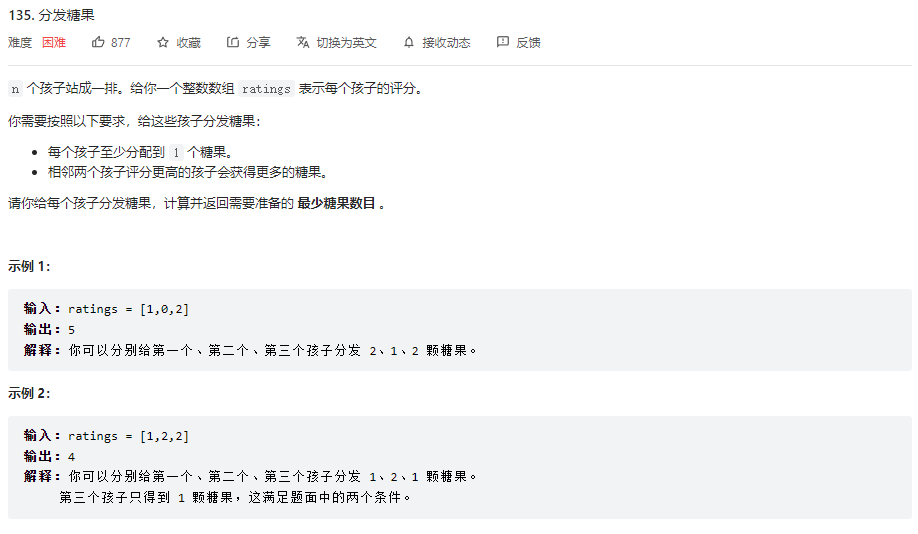 135. 分发糖果
难度 困难 877 收藏 分享 切换为英文 接收动态 反馈
n 个孩子站成一排。给你一个整数数组 ratings 表示每个孩子的评分。
你需要按照以下要求，给这些孩子分发糖果：
• 每个孩子至少分配到 1 个糖果。
• 相邻两个孩子评分更高的孩子会获得更多的糖果。
请你给每个孩子分发糖果，计算并返回需要准备的 最少糖果数目 。
示例 1：
输入：ratings = [1,0,2]
输出：5
解释：你可以分别给第一个、第二个、第三个孩子分发 2、1、2 颗糖果。
示例 2：
输入：ratings = [1,2,2]
输出：4
解释：你可以分别给第一个、第二个、第三个孩子分发 1、2、1 颗糖果。
第三个孩子只得到 1 颗糖果，这满足题面中的两个条件。